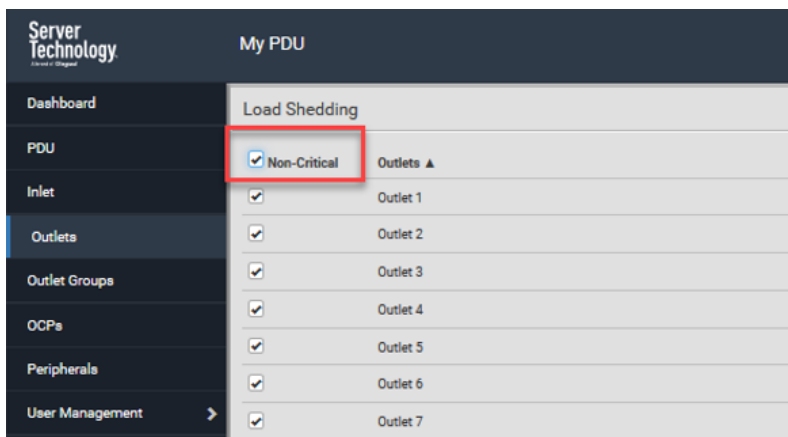 Server
Technology.
My PDU
Dashboard
PDU
Inlet
Outlets
Outlet Groups
OCPs
Peripherals
User Management
Load Shedding
Non-Critical
Outlets ▲
Outlet 1
Outlet 2
Outlet 3
Outlet 4
Outlet 5
Outlet 6
Outlet 7